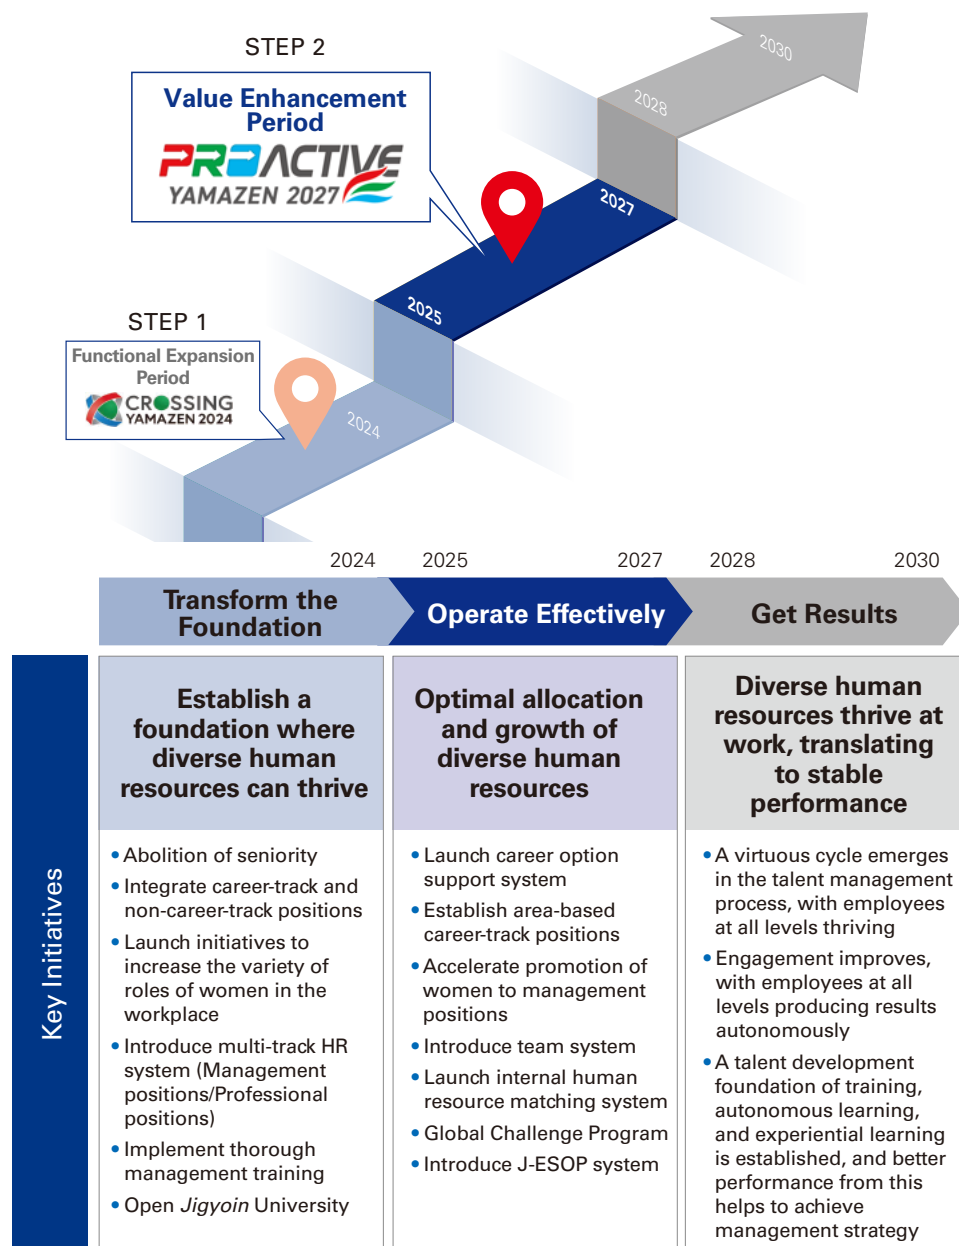 STEP 2
Value Enhancement
Period
PROACTIVE
YAMAZEN 2027
2030
2028
2027
2025
STEP 1
Functional Expansion
Period
CROSSING
YAMAZEN 2024
2024
2024
2025
2027
2028
2030
Transform the
Foundation
Operate Effectively
Get Results
Key Initiatives
Establish a
foundation where
diverse human
resources can thrive
• Abolition of seniority
• Integrate career-track and
non-career-track positions
• Launch initiatives to
increase the variety of
roles of women in the
workplace
• Introduce multi-track HR
system (Management
positions/Professional
positions)
• Implement thorough
management training
• Open Jigyoin University
Optimal allocation
and growth of
diverse human
resources
• Launch career option
support system
• Establish area-based
career-track positions
• Accelerate promotion of
women to management
positions
• Introduce team system
• Launch internal human
resource matching system
• Global Challenge Program
• Introduce J-ESOP system
Diverse human
resources thrive at
work, translating
to stable
performance
• A virtuous cycle emerges
in the talent management
process, with employees
at all levels thriving
• Engagement improves,
with employees at all
levels producing results
autonomously
• A talent development
foundation of training,
autonomous learning,
and experiential learning
is established, and better
performance from this
helps to achieve
management strategy